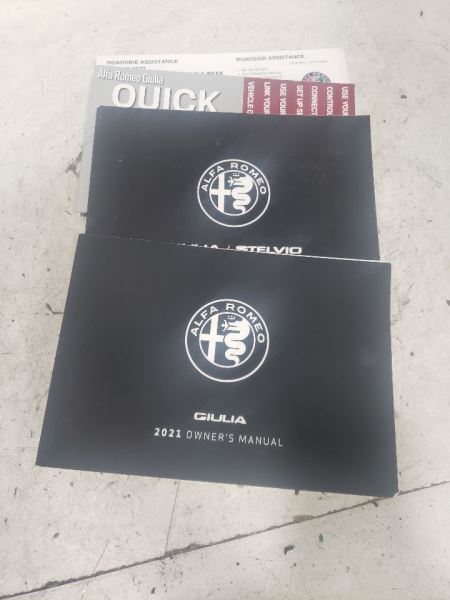 ROADSIDE ASSISTANCE
ROADSIDE ASSISTANCE
WEEK
Alfa Romeo Giulia
QUICK
VEHICLE
LINK YOUR
USE YOUR
SET UP
CONNECT
CONTROL
USE YOUR
ALFA ROMEO
/ STELVIO
ALFA ROMEO
GIULIA
2021 OWNER'S MANUAL